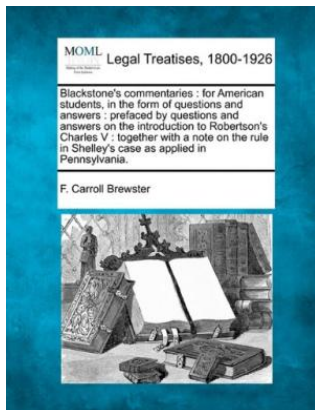 MOML
Legal Treatises, 1800-1926
Blackstone's commentaries : for American
students, in the form of questions and
answers : prefaced by questions and
answers on the introduction to Robertson's
Charles V : together with a note on the rule
in Shelley's case as applied in
Pennsylvania.
F. Carroll Brewster